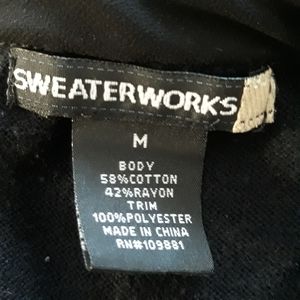 SWEATERWORKS
M
BODY
58%COTTON
42%RAYON
TRIM
100%POLYESTER
MADE IN CHINA
RN#109881